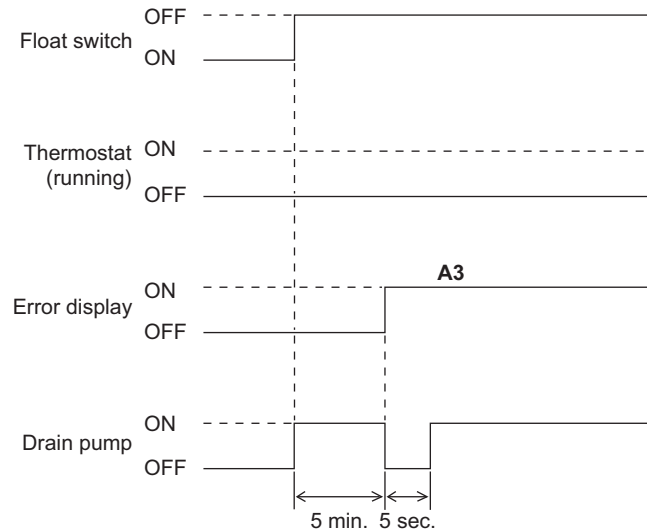 OFF
Float switch
ON
Thermostat ON
(running)
OFF
A3
ON
Error display
OFF
ON
Drain pump
OFF
5 min. 5 sec.